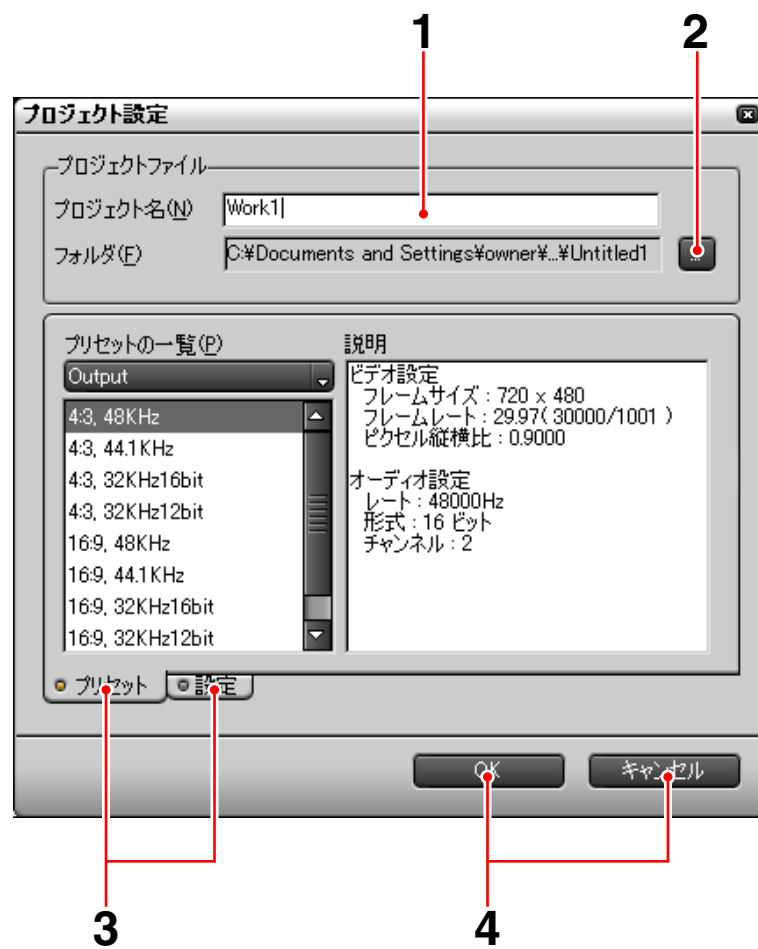 1 2
プロジェクト設定
プロジェクトファイル
プロジェクト名(N) Work1
フォルダ(F) C:¥Documents and Settings¥owner¥...¥Untitled1 ...
プリセットの一覧(P)
Output
4:3, 48KHz
4:3, 44.1KHz
4:3, 32KHz16bit
4:3, 32KHz12bit
16:9, 48KHz
16:9, 44.1KHz
16:9, 32KHz16bit
16:9, 32KHz12bit
説明
ビデオ設定
フレームサイズ : 720 x 480
フレームレート : 29.97( 30000/1001 )
ピクセル縦横比 : 0.9000
オーディオ設定
レート : 48000Hz
形式 : 16 ビット
チャンネル : 2
プリセット 設定
OK キャンセル
3 4